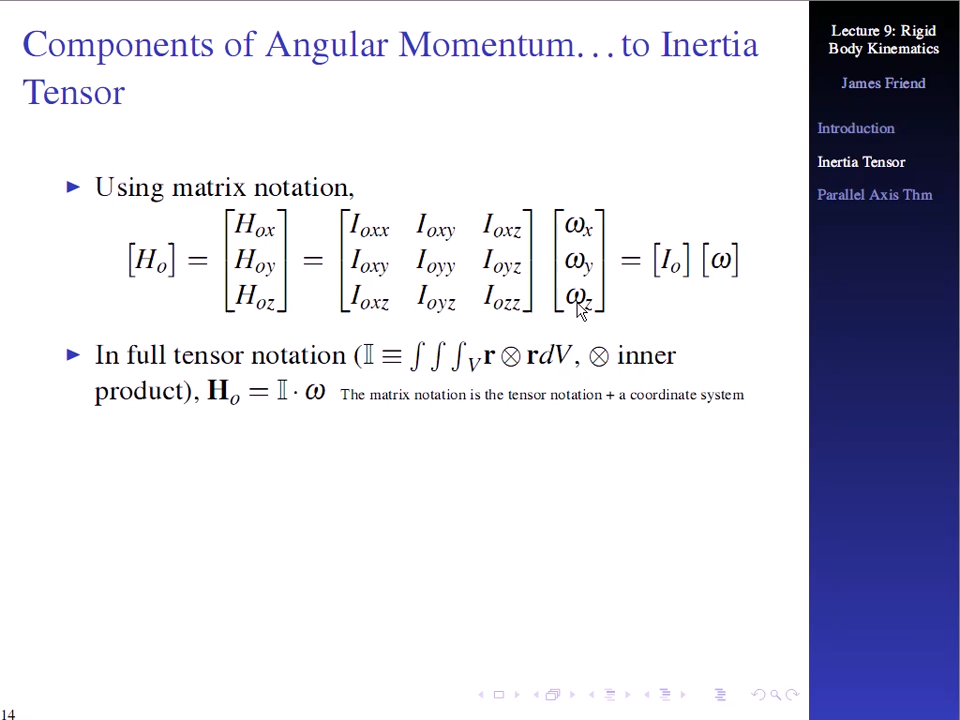 Components of Angular Momentum...to Inertia
Tensor
▶ Using matrix notation,
[H_o] = [H_ox; H_oy; H_oz] = [I_oxx I_oxy I_oxz; I_oxy I_oyy I_oyz; I_oxz I_oyz I_ozz] [ω_x; ω_y; ω_z] = [I_o] [ω]
▶ In full tensor notation (𝕀 ≡ ∫∫∫_V r ⊗ r dV, ⊗ inner
product), H_o = 𝕀 · ω The matrix notation is the tensor notation + a coordinate system
14
Lecture 9: Rigid
Body Kinematics
James Friend
Introduction
Inertia Tensor
Parallel Axis Thm